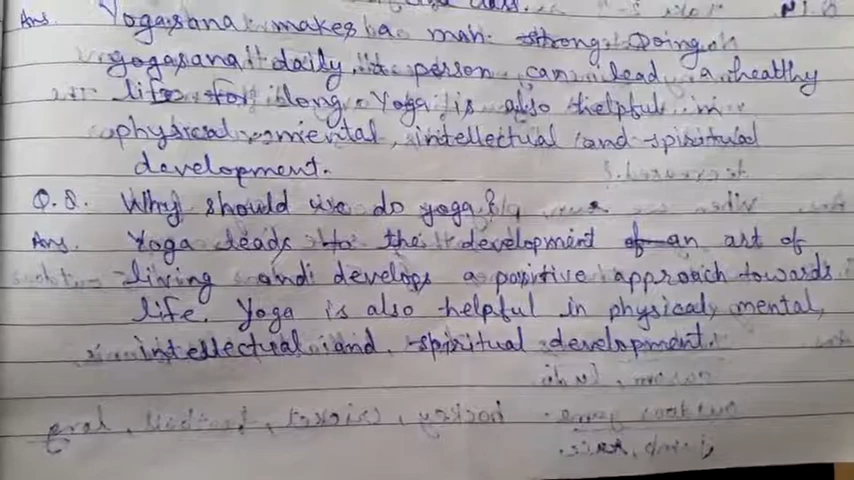 Ans. Yogasana makes a man strong. Doing
yogasana daily, a person can lead a healthy
life for long. Yoga is also helpful in
physical, mental, intellectual and spiritual
development.
Q.8. Why should we do yoga?
Ans. Yoga leads to the development of an art of
living and develops a positive approach towards
life. Yoga is also helpful in physical, mental,
intellectual and spiritual development.